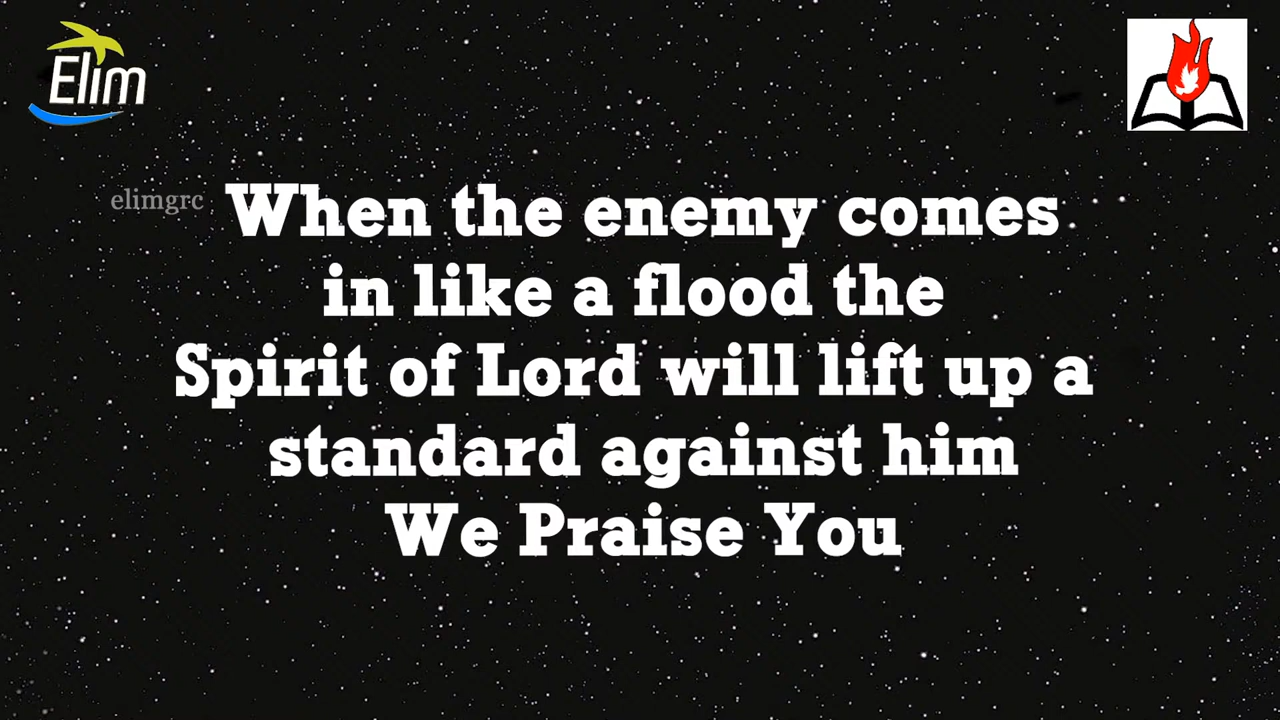 Elim
elimgrc
When the enemy comes
in like a flood the
Spirit of Lord will lift up a
standard against him
We Praise You